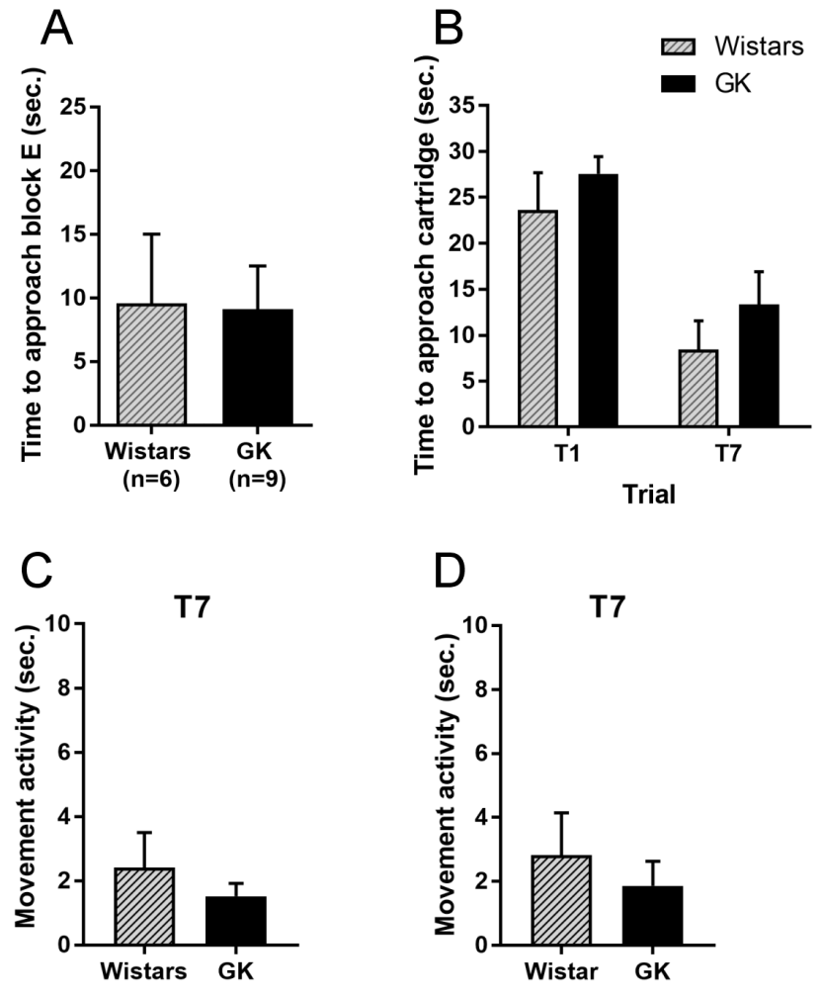 A
Time to approach block E (sec.)
25
20
15
10
5
0
Wistars
(n=6)
GK
(n=9)
B
Wistars
GK
Time to approach cartridge (sec.)
35
30
25
20
15
10
5
0
T1
T7
Trial
C
T7
Movement activity (sec.)
10
8
6
4
2
0
Wistars
GK
D
T7
Movement activity (sec.)
10
8
6
4
2
0
Wistar
GK